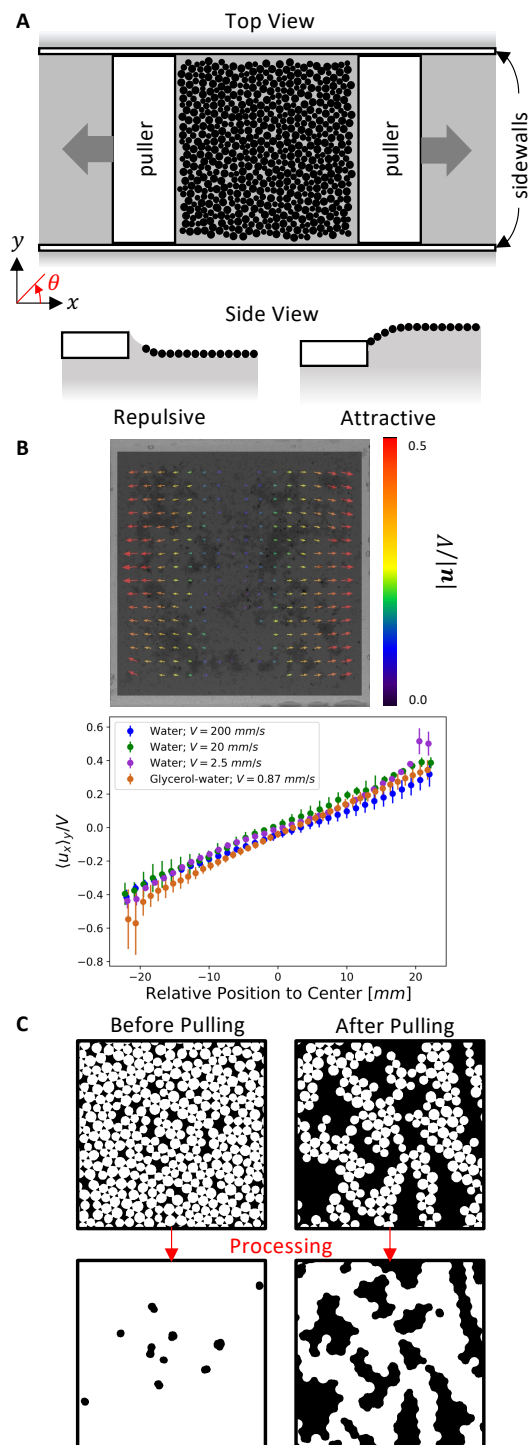 A
Top View
puller
puller
sidewalls
y
θ
x
Side View
Repulsive
Attractive
B
0.5
|u|/V
0.0
0.6
0.4
0.2
0.0
−0.2
−0.4
−0.6
−0.8
⟨uₓ⟩ᵧ/V
Water; V = 200 mm/s
Water; V = 20 mm/s
Water; V = 2.5 mm/s
Glycerol-water; V = 0.87 mm/s
−20
−10
0
10
20
Relative Position to Center [mm]
C
Before Pulling
After Pulling
Processing